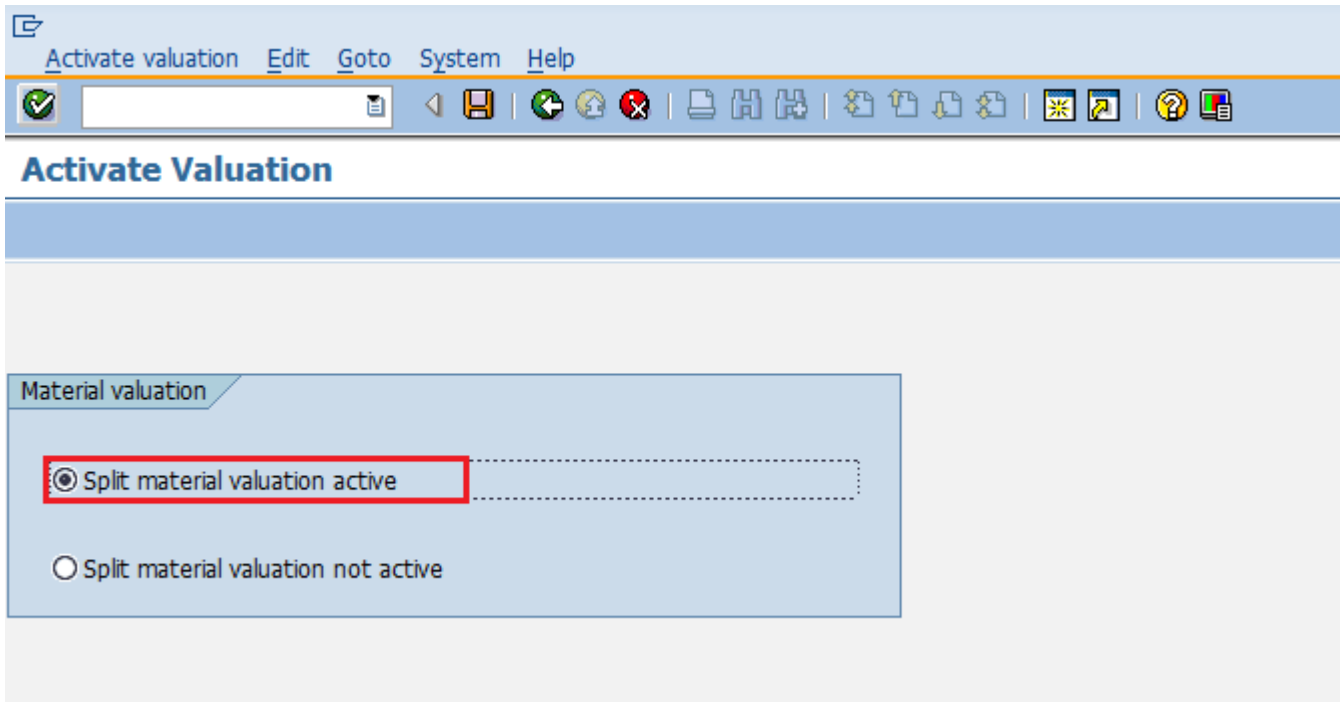 Activate valuation Edit Goto System Help
Activate Valuation
Material valuation
Split material valuation active
Split material valuation not active